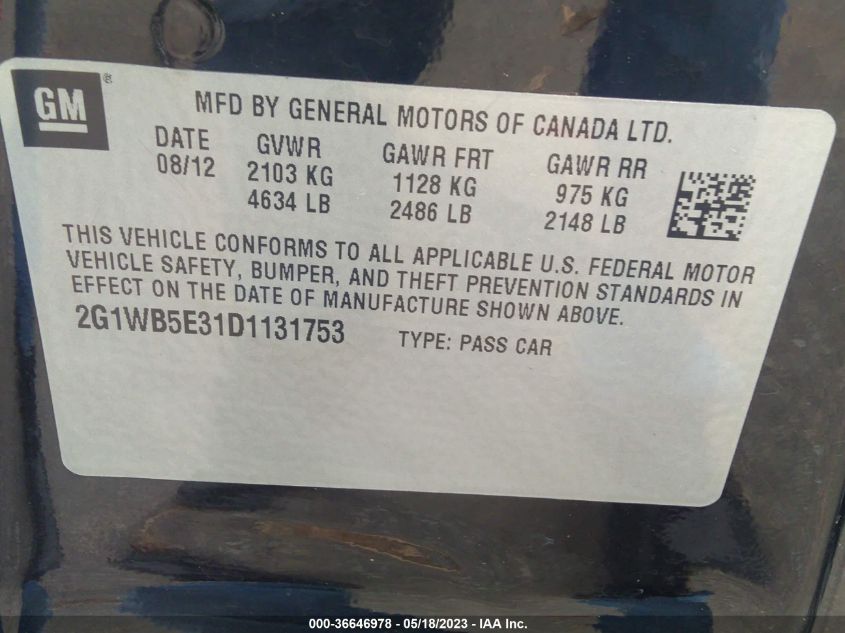 GM
MFD BY GENERAL MOTORS OF CANADA LTD.
DATE GVWR GAWR FRT GAWR RR
08/12 2103 KG 1128 KG 975 KG
4634 LB 2486 LB 2148 LB
THIS VEHICLE CONFORMS TO ALL APPLICABLE U.S. FEDERAL MOTOR
VEHICLE SAFETY, BUMPER, AND THEFT PREVENTION STANDARDS IN
EFFECT ON THE DATE OF MANUFACTURE SHOWN ABOVE.
2G1WB5E31D1131753 TYPE: PASS CAR
000-36646978 - 05/18/2023 - IAA Inc.